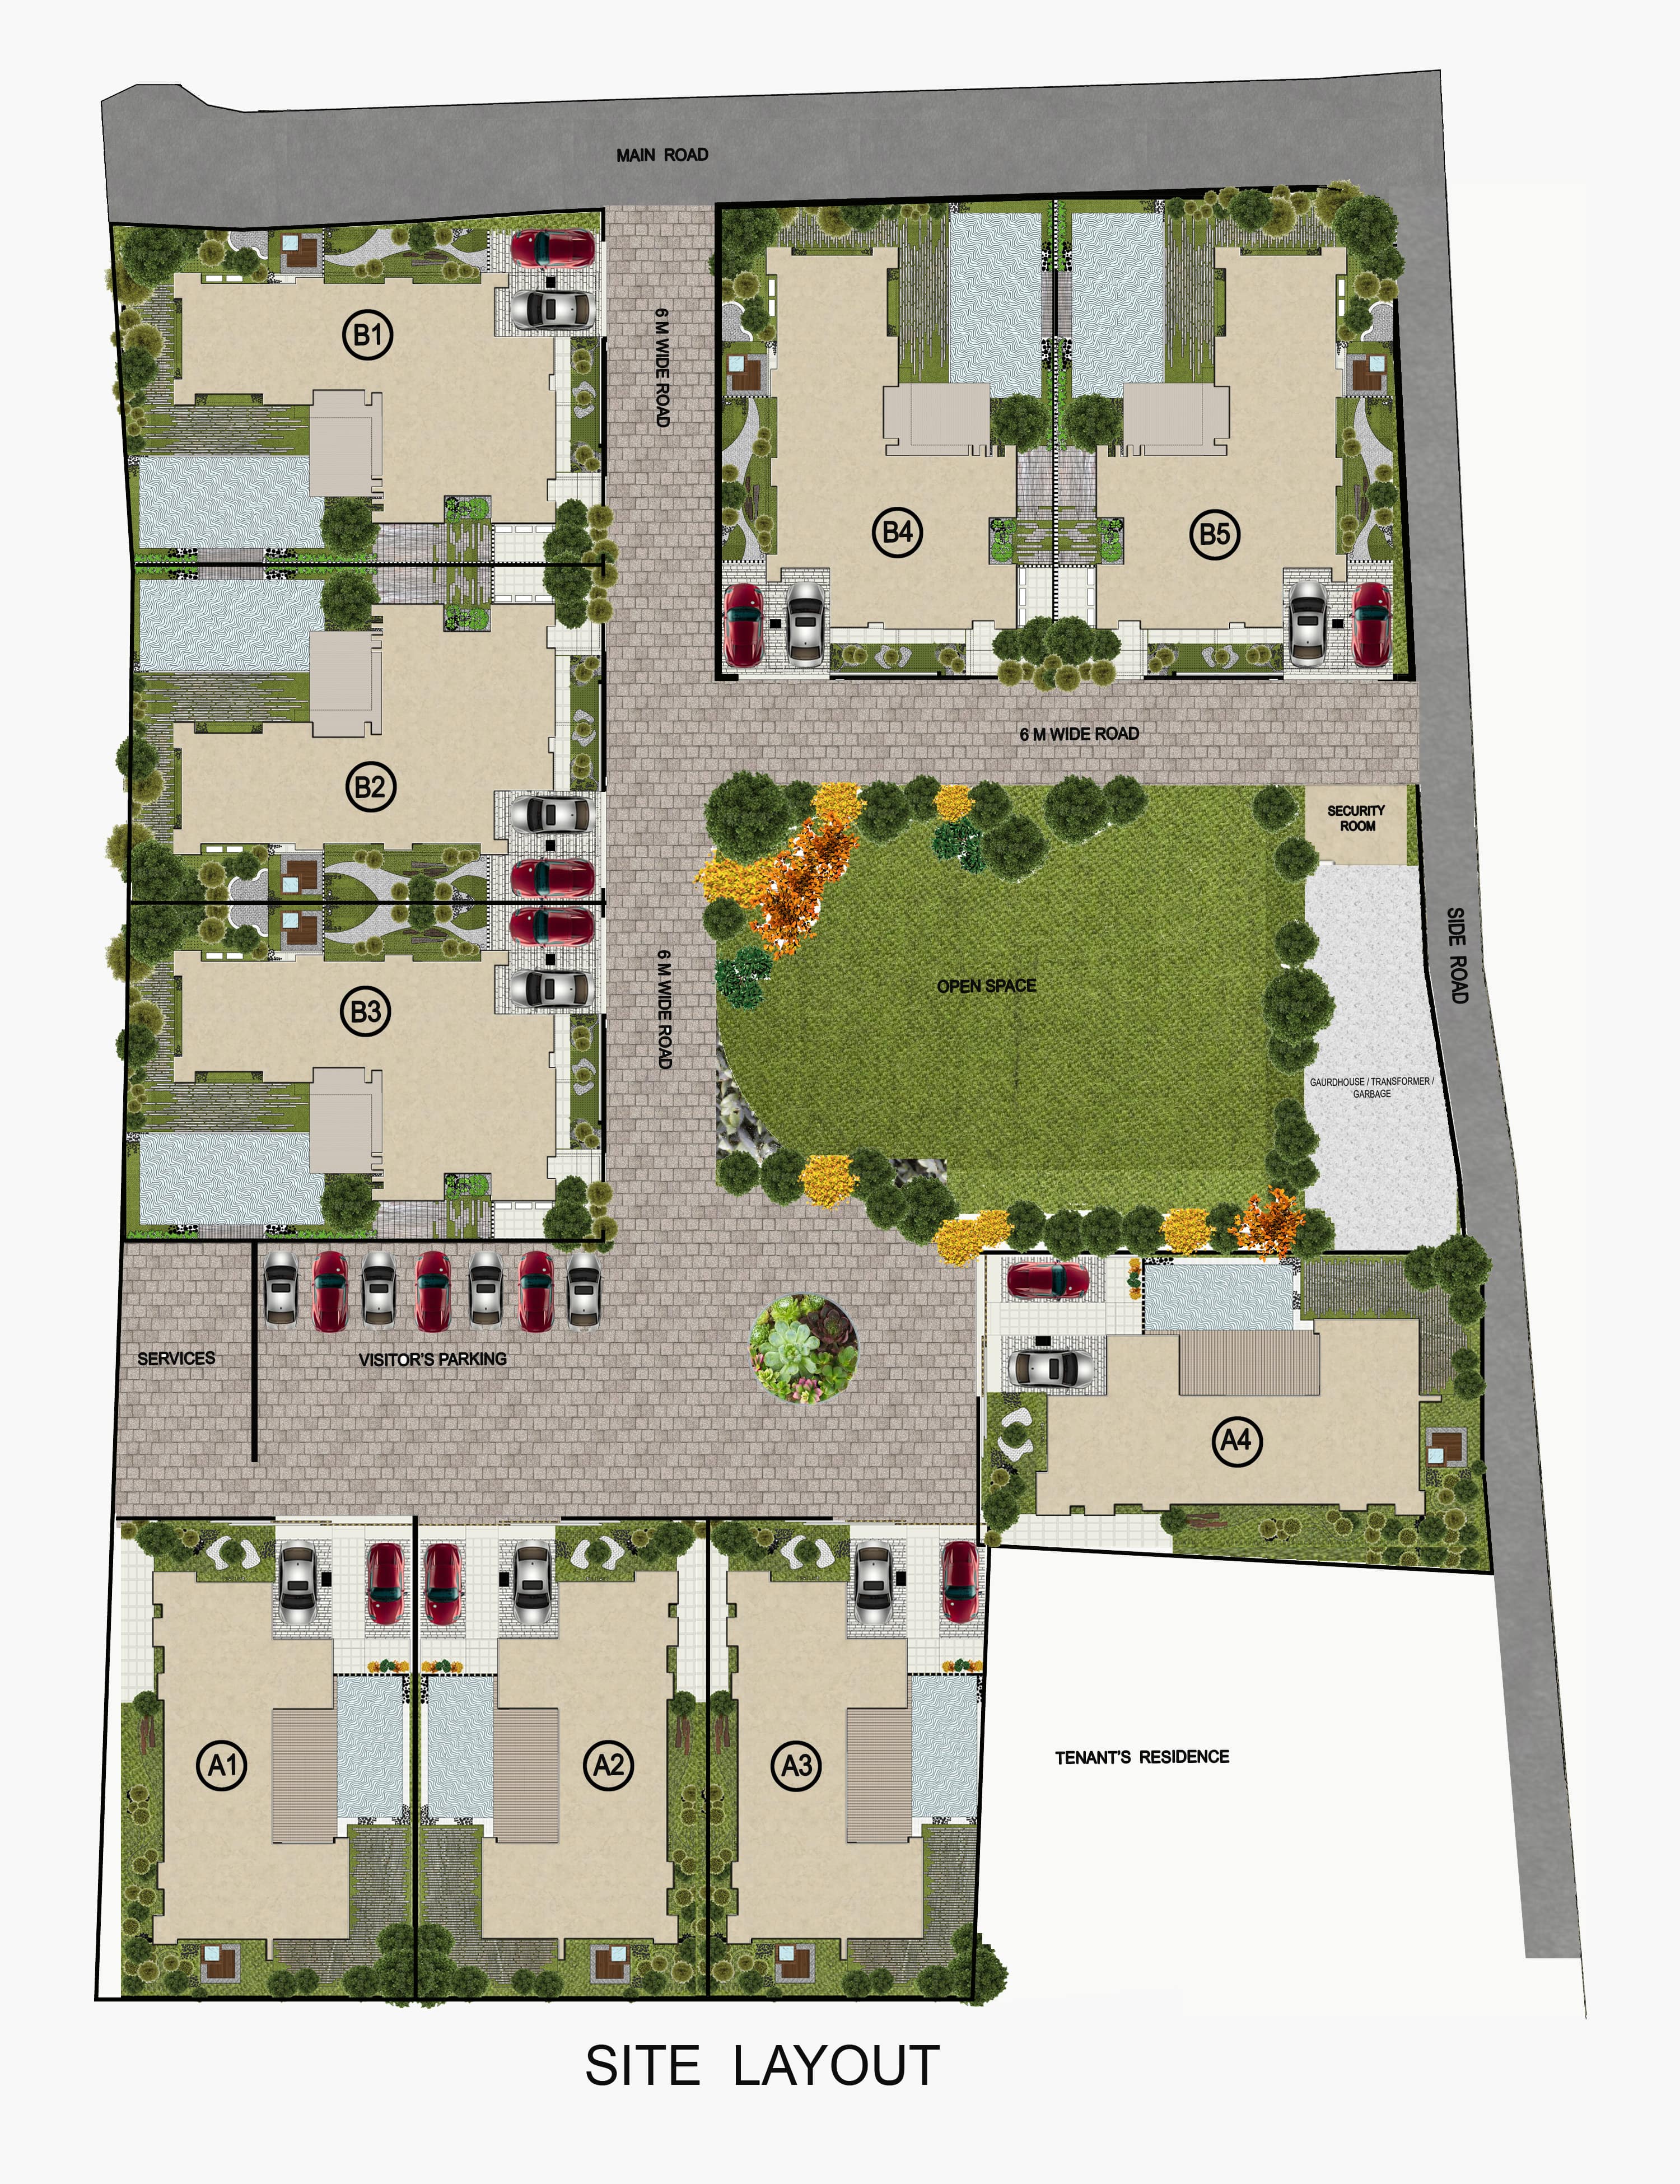 MAIN ROAD
6 M WIDE ROAD
B1
B4
B5
6 M WIDE ROAD
B2
SECURITY
ROOM
SIDE ROAD
OPEN SPACE
B3
6 M WIDE ROAD
GAURDHOUSE / TRANSFORMER /
GARBAGE
SERVICES
VISITOR'S PARKING
A4
A1
A2
A3
TENANT'S RESIDENCE
SITE LAYOUT